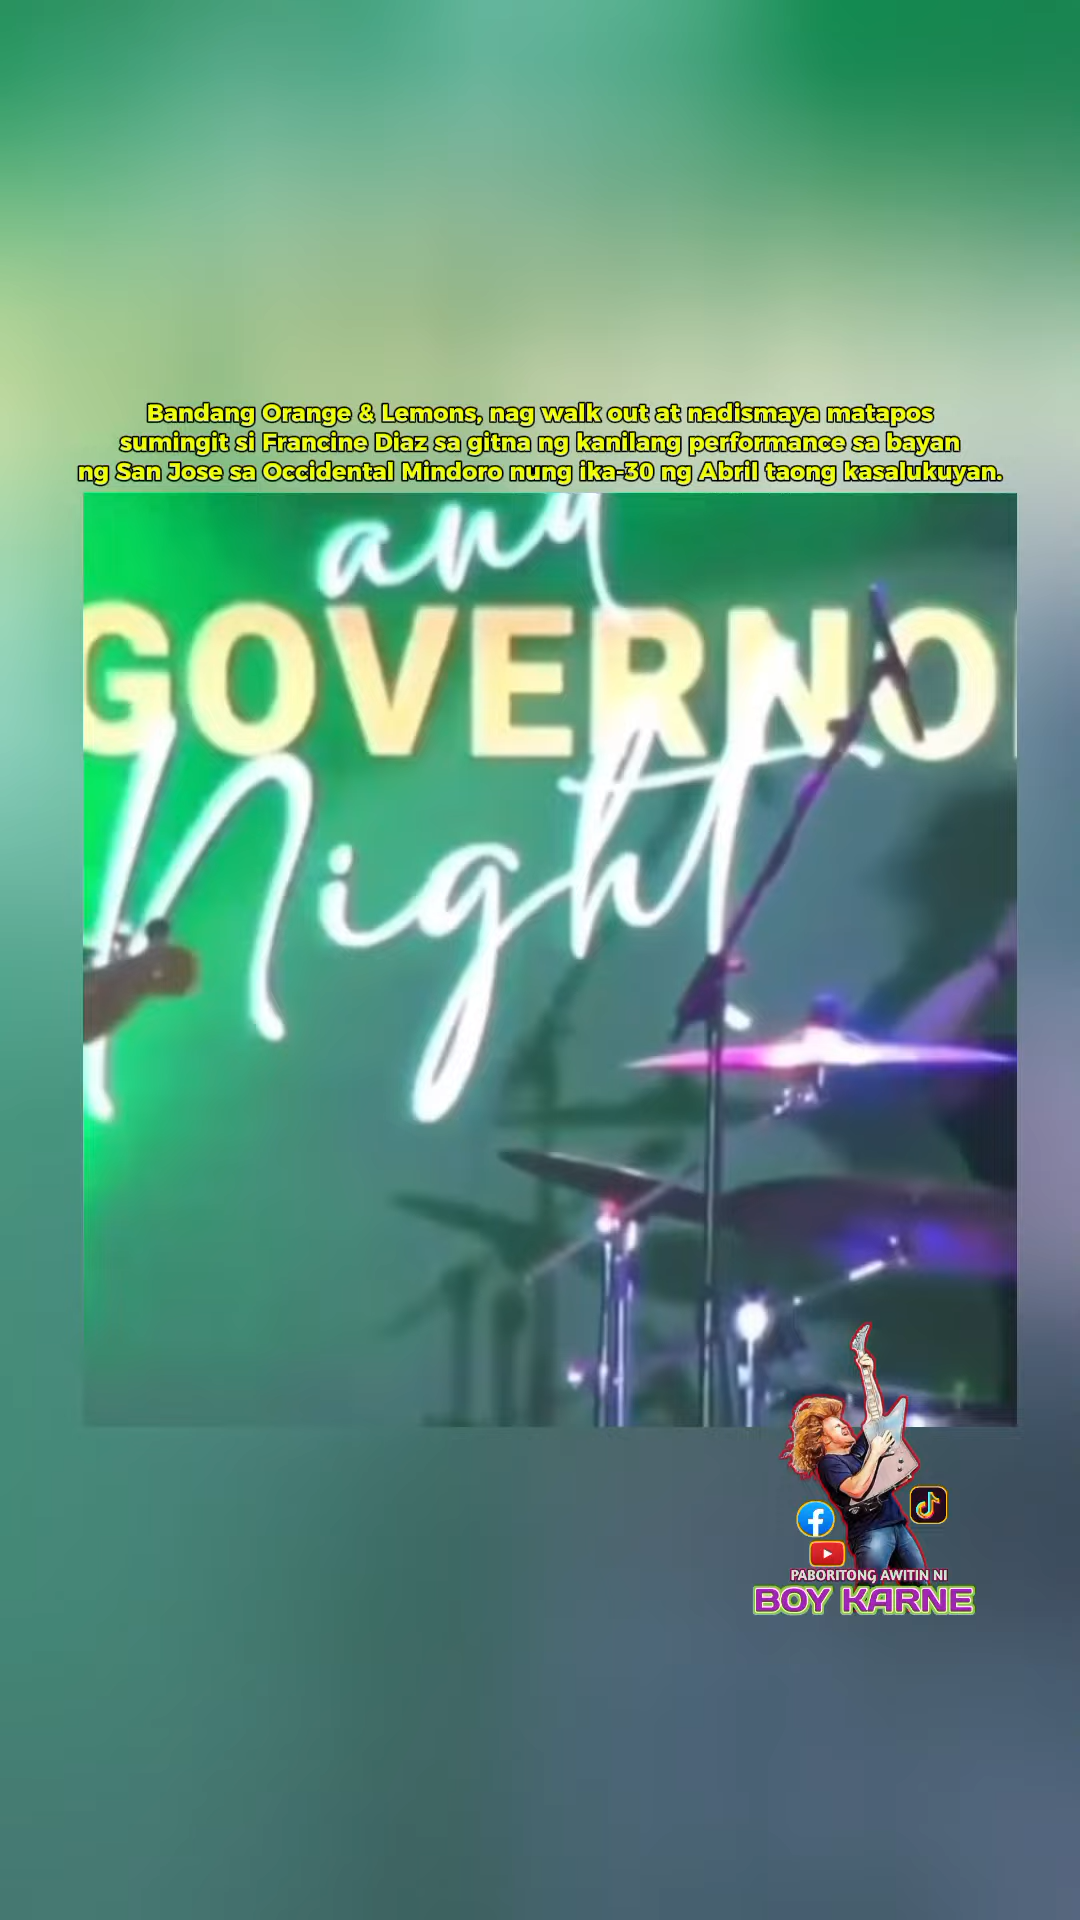 Bandang Orange & Lemons, nag walk out at nadismaya matapos
sumingit si Francine Diaz sa gitna ng kanilang performance sa bayan
ng San Jose sa Occidental Mindoro nung ika-30 ng Abril taong kasalukuyan.
ang
GOVERNO
Night
PABORITONG AWITIN NI
BOY KARNE